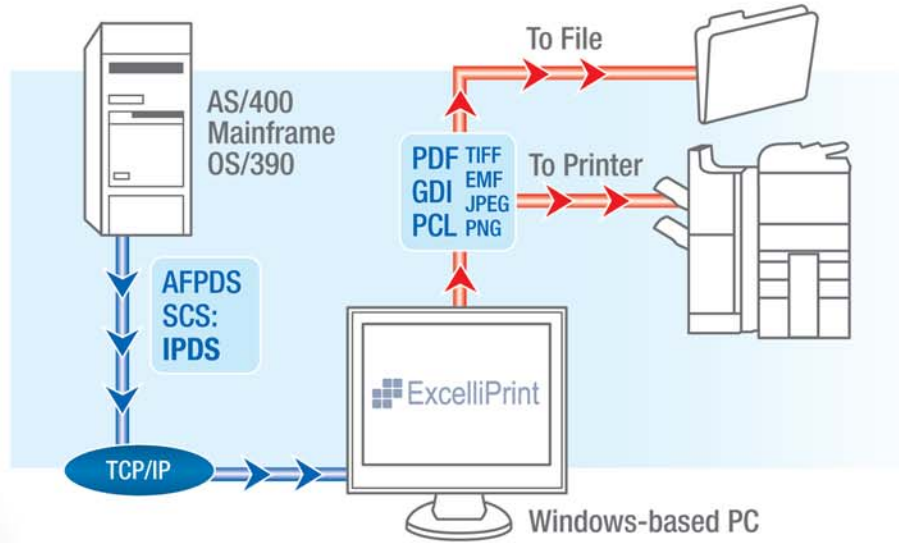 To File
AS/400
Mainframe
OS/390
PDF TIFF
GDI EMF
JPEG
PCL PNG
To Printer
AFPDS
SCS:
IPDS
ExcelliPrint
TCP/IP
Windows-based PC